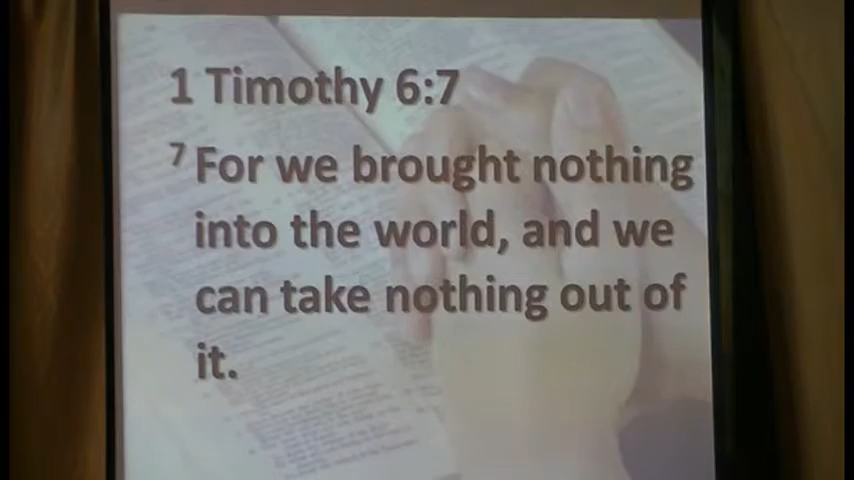 1 Timothy 6:7
7 For we brought nothing
into the world, and we
can take nothing out of
it.